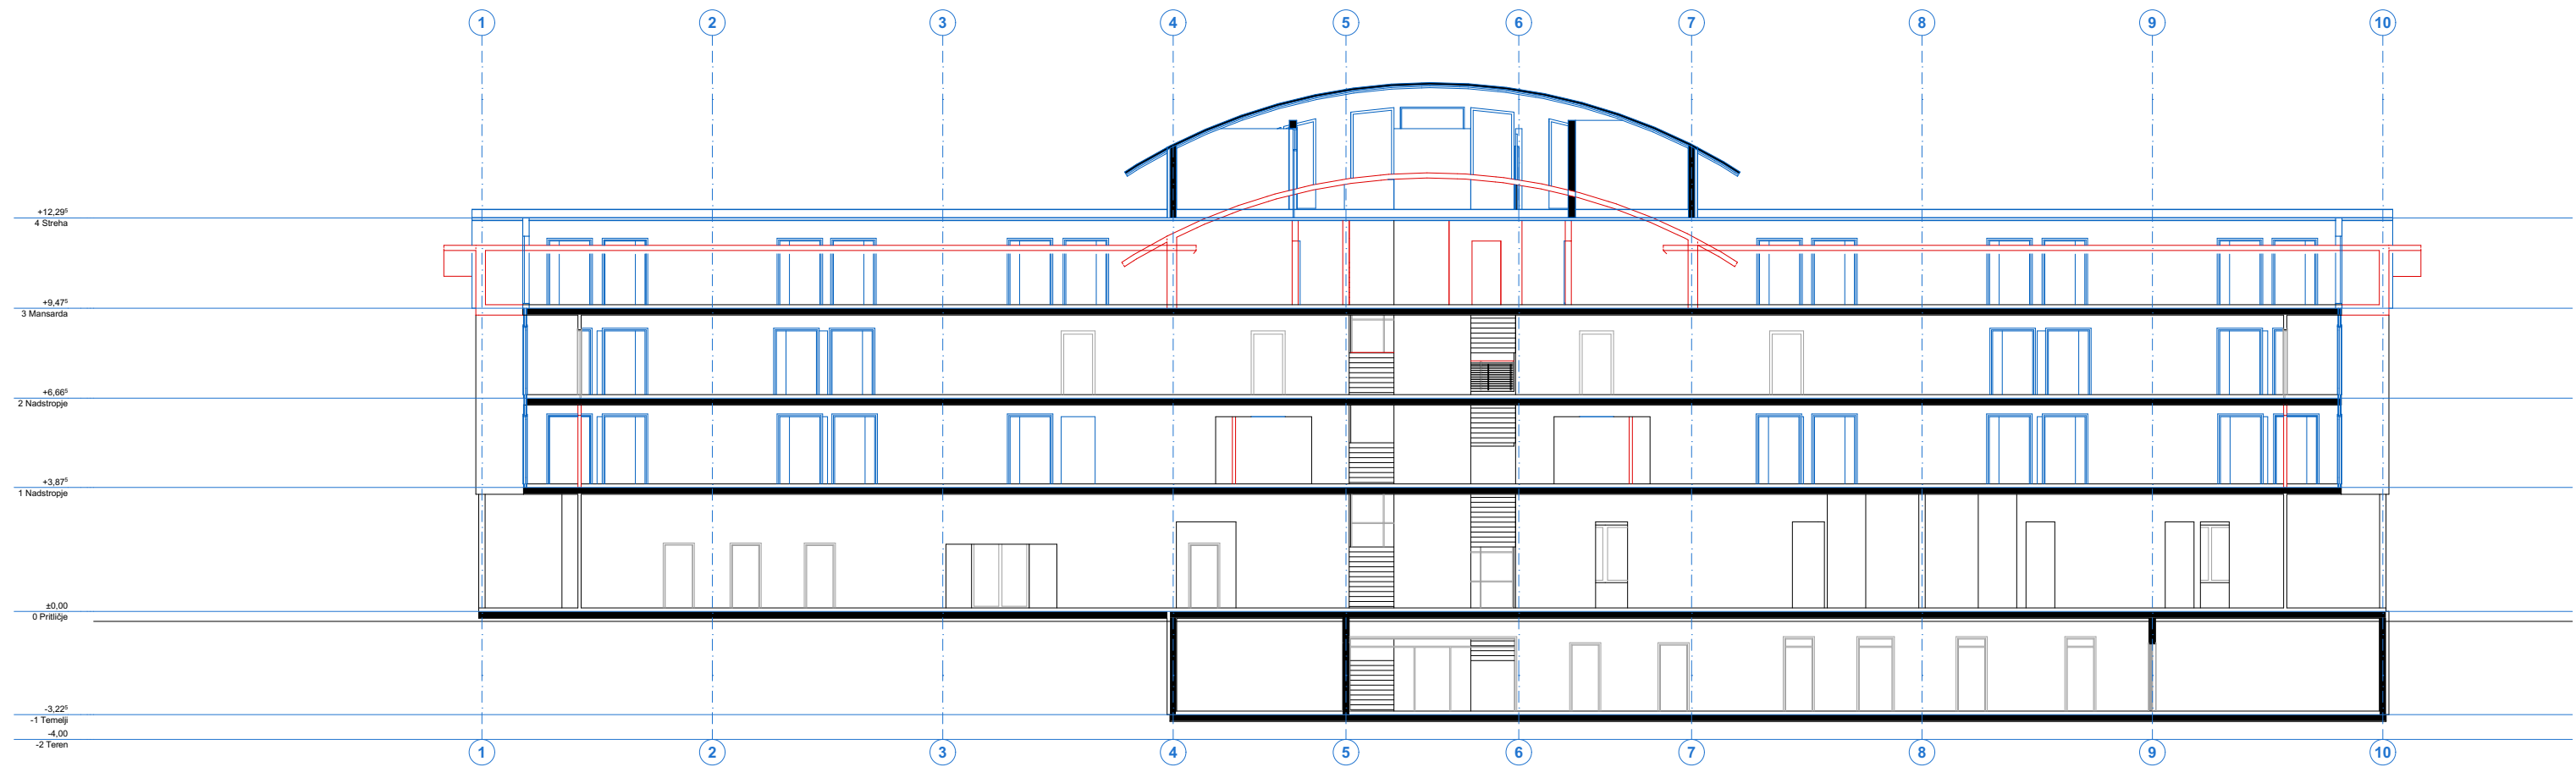 1 2 3 4 5 6 7 8 9 10
+12,29⁵
4 Streha
+9,47⁵
3 Mansarda
+6,66⁵
2 Nadstropje
+3,87⁵
1 Nadstropje
±0,00
0 Pritličje
-3,22⁵
-1 Temelji
-4,00
-2 Teren
1 2 3 4 5 6 7 8 9 10